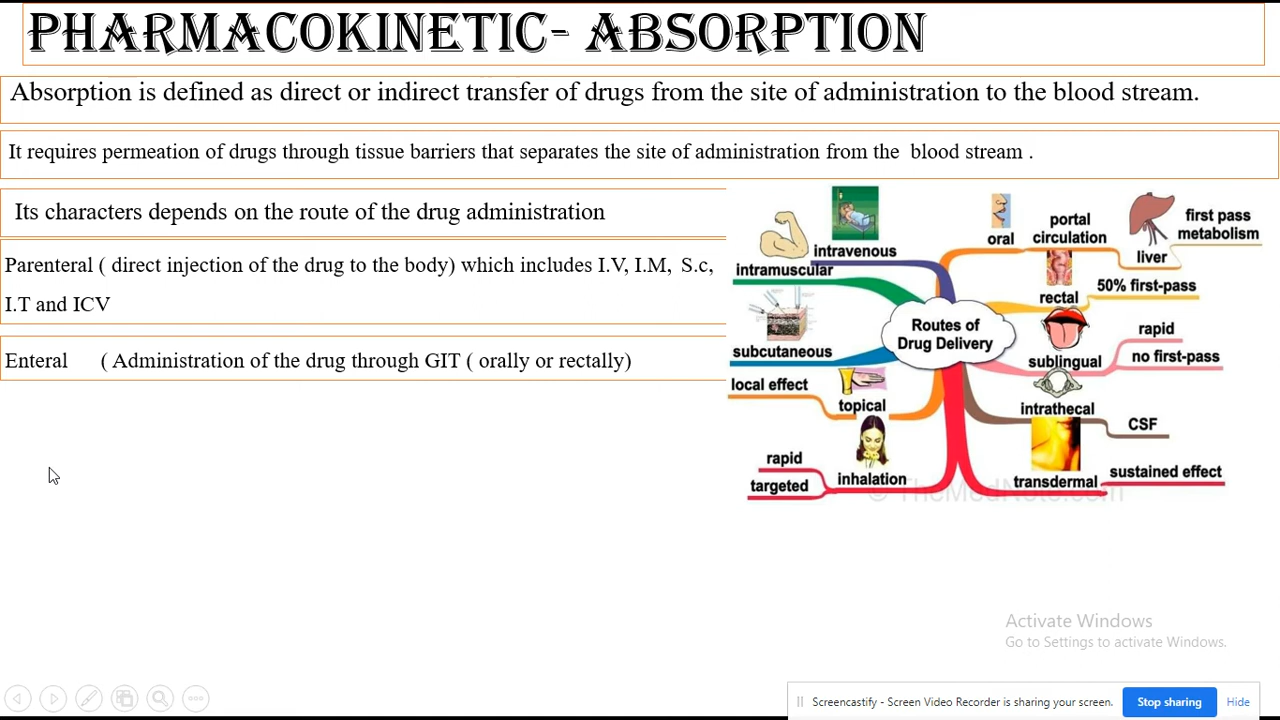 PHARMACOKINETIC- ABSORPTION
Absorption is defined as direct or indirect transfer of drugs from the site of administration to the blood stream.
It requires permeation of drugs through tissue barriers that separates the site of administration from the blood stream .
Its characters depends on the route of the drug administration
Parenteral ( direct injection of the drug to the body) which includes I.V, I.M, S.c,
I.T and ICV
Enteral ( Administration of the drug through GIT ( orally or rectally)
Routes of
Drug Delivery
intravenous
intramuscular
subcutaneous
local effect
topical
rapid
targeted
inhalation
oral
portal
circulation
liver
first pass
metabolism
rectal
50% first-pass
sublingual
rapid
no first-pass
intrathecal
CSF
transdermal
sustained effect
© TheMedNote.com
Activate Windows
Go to Settings to activate Windows.
Screencastify - Screen Video Recorder is sharing your screen.
Stop sharing
Hide